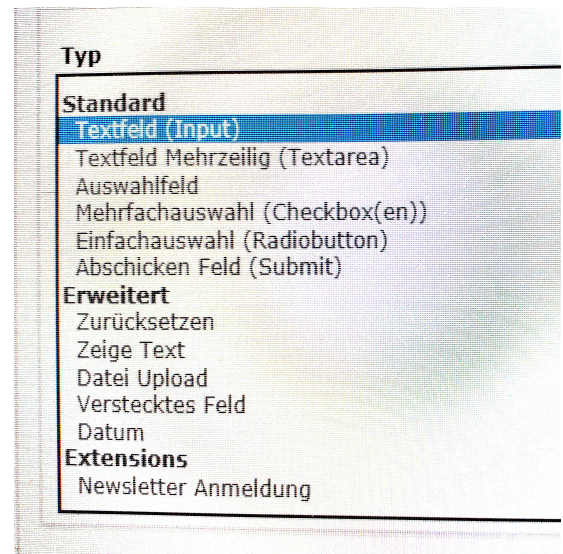 Typ
Standard
Textfeld (Input)
Textfeld Mehrzeilig (Textarea)
Auswahlfeld
Mehrfachauswahl (Checkbox(en))
Einfachauswahl (Radiobutton)
Abschicken Feld (Submit)
Erweitert
Zurücksetzen
Zeige Text
Datei Upload
Verstecktes Feld
Datum
Extensions
Newsletter Anmeldung